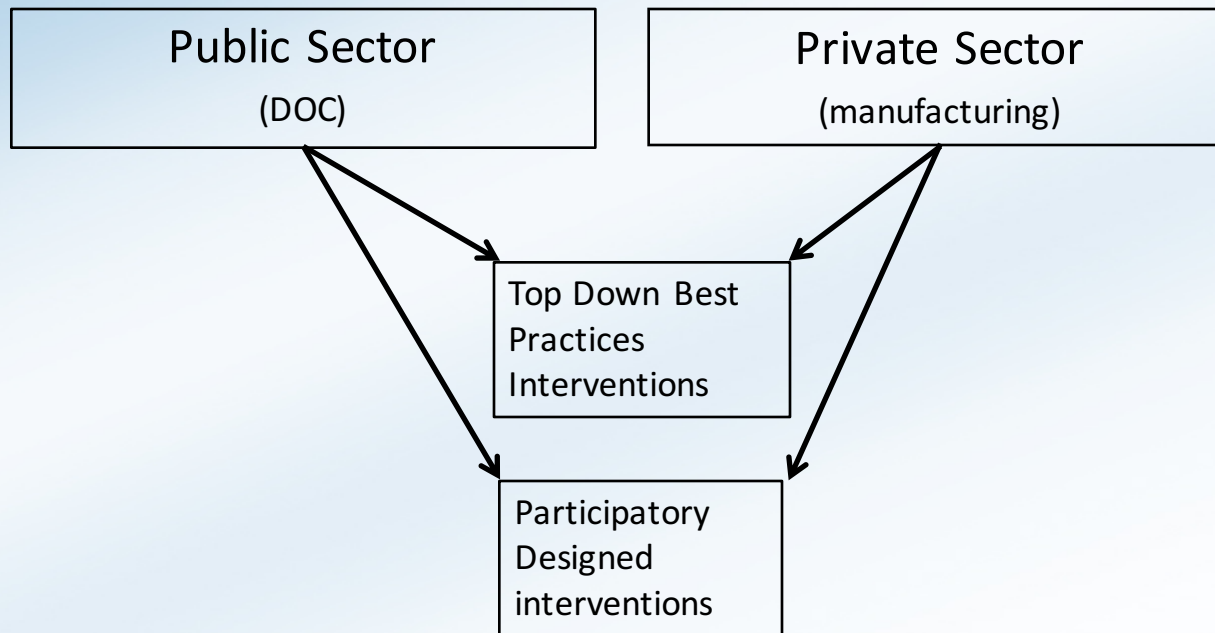 Public Sector
(DOC)
Private Sector
(manufacturing)
Top Down Best
Practices
Interventions
Participatory
Designed
interventions